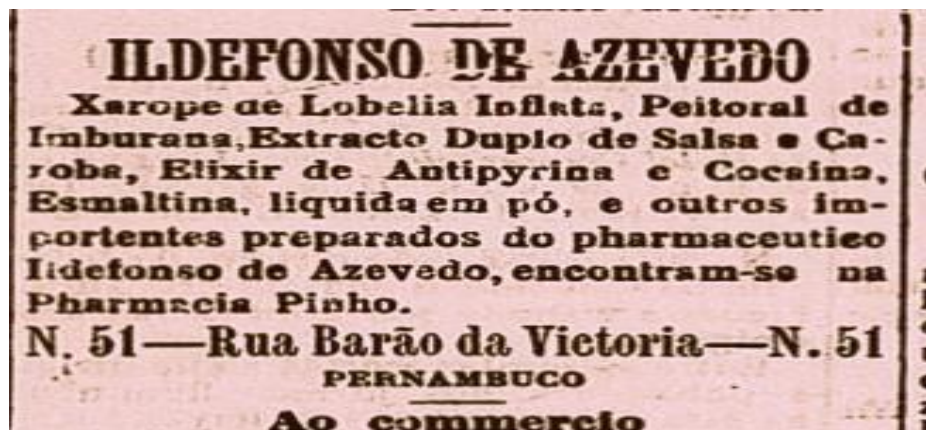 ILDEFONSO DE AZEVEDO
Xarope de Lobelia Inflata, Peitoral de
Imburana, Extracto Duplo de Salsa e Ca-
roba, Elixir de Antipyrina e Cocaina,
Esmaltina, liquida em pó, e outros im-
portentes preparados do pharmaceutico
Ildefonso de Azevedo, encontram-se na
Pharmacia Pinho.
N. 51—Rua Barão da Victoria—N. 51
PERNAMBUCO
Ao commercio